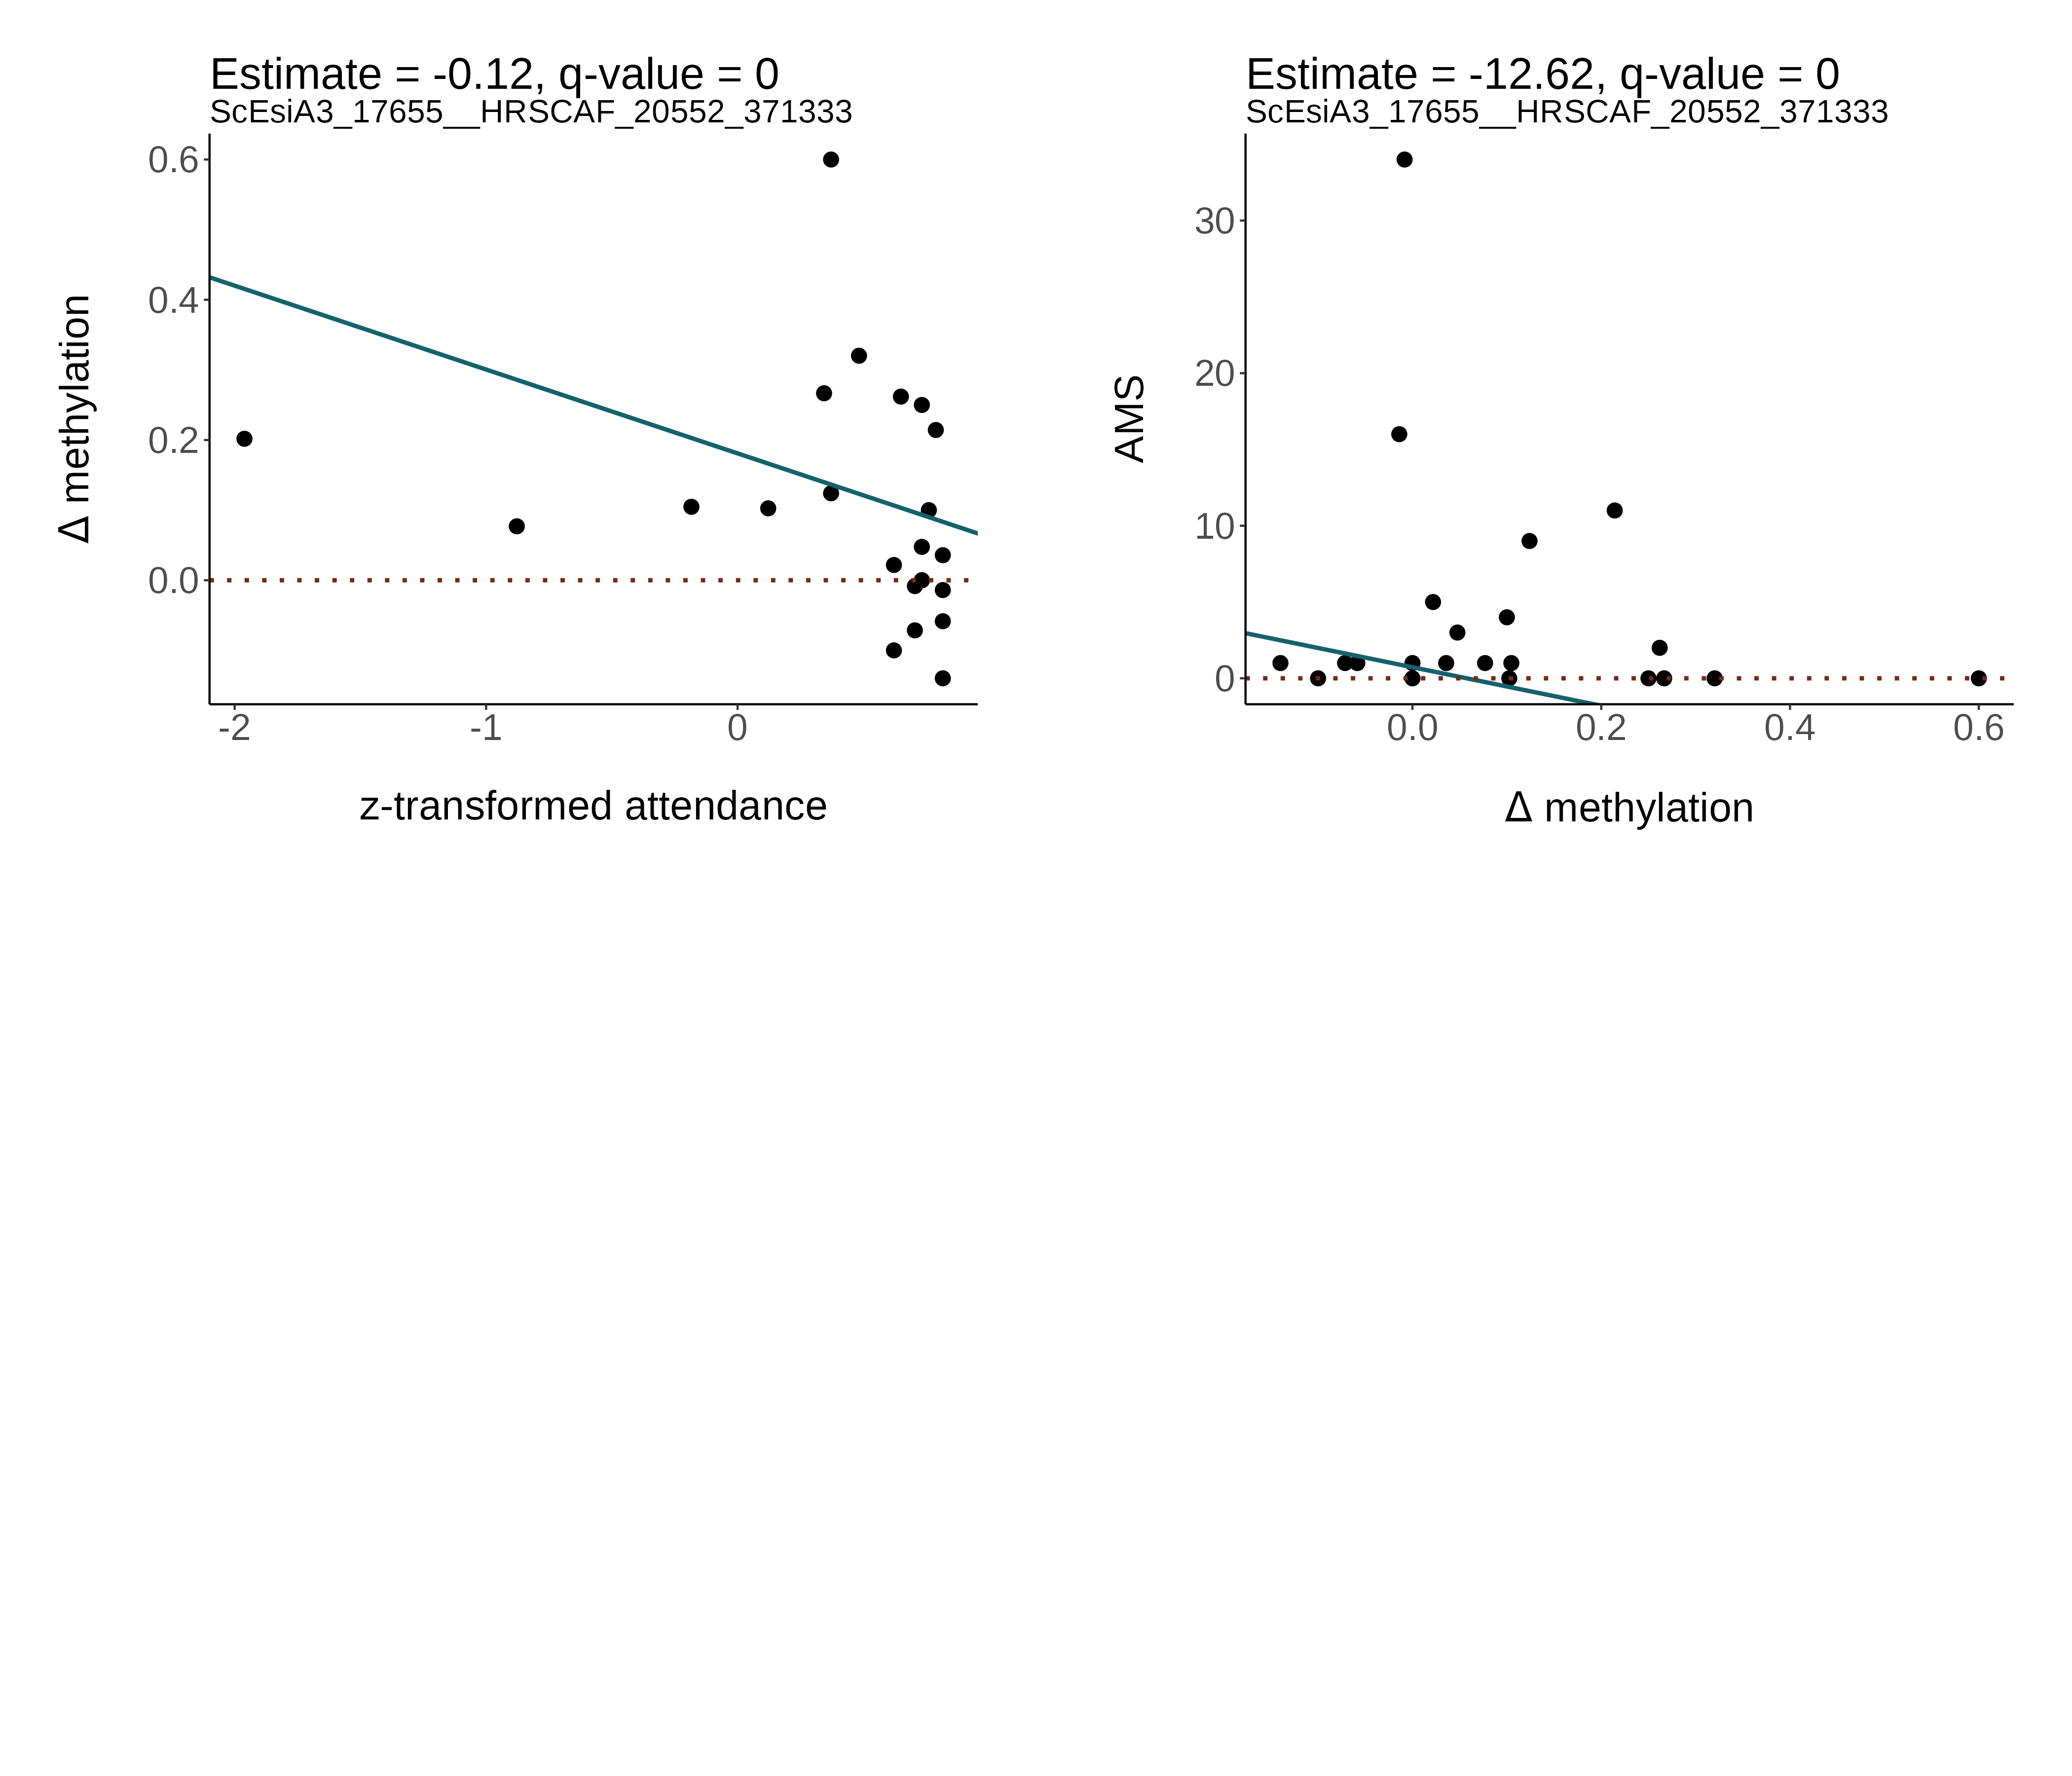 Estimate = -0.12, q-value = 0
ScEsiA3_17655__HRSCAF_20552_371333
0.6
0.4
0.2
0.0
Δ methylation
-2
-1
0
z-transformed attendance
Estimate = -12.62, q-value = 0
ScEsiA3_17655__HRSCAF_20552_371333
30
20
10
0
AMS
0.0
0.2
0.4
0.6
Δ methylation